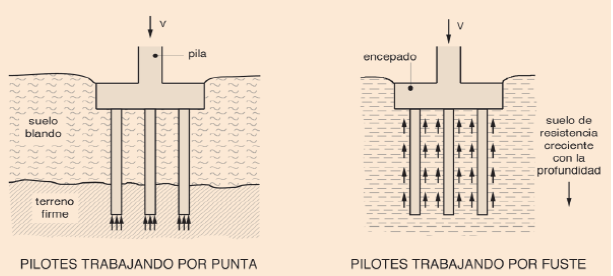 V
pila
suelo
blando
terreno
firme
PILOTES TRABAJANDO POR PUNTA
V
encepado
suelo de
resistencia
creciente
con la
profundidad
PILOTES TRABAJANDO POR FUSTE